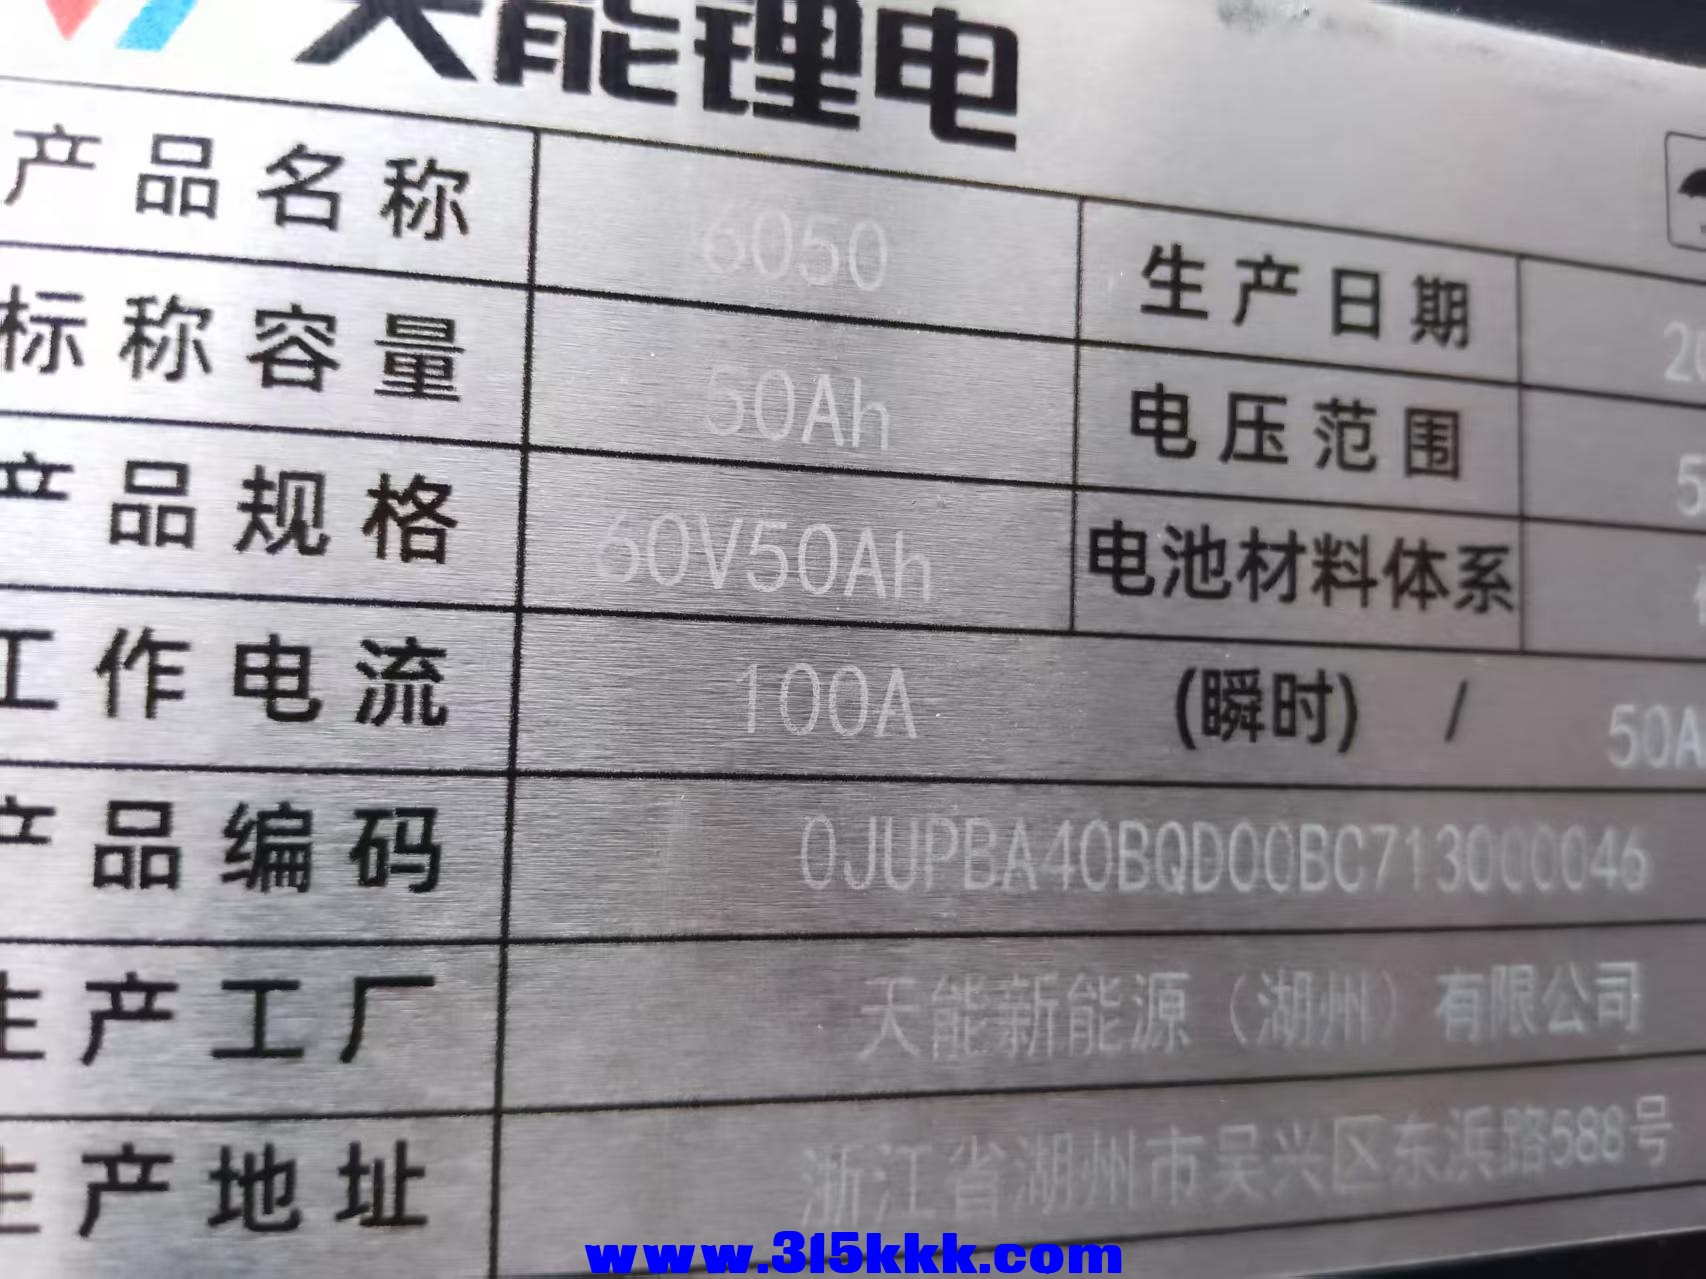 天能锂电
产品名称 6050 生产日期 20
标称容量 50Ah 电压范围 5
产品规格 60V50Ah 电池材料体系
工作电流 100A (瞬时) / 50A
产品编码 0JUPBA40BQD00BC713000046
生产工厂 天能新能源（湖州）有限公司
生产地址 浙江省湖州市吴兴区东浜路588号
www.315kkk.com